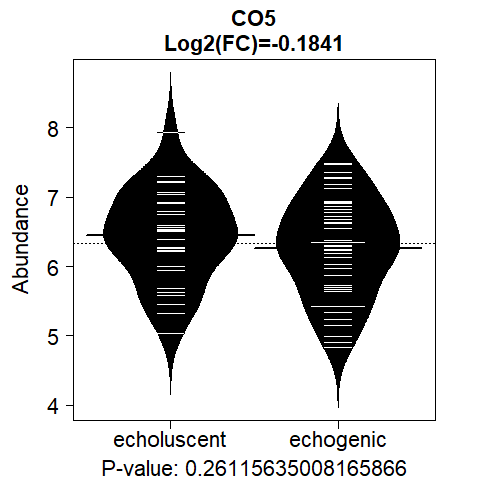 CO5
Log2(FC)=-0.1841
Abundance
8
7
6
5
4
echoluscent echogenic
P-value: 0.26115635008165866